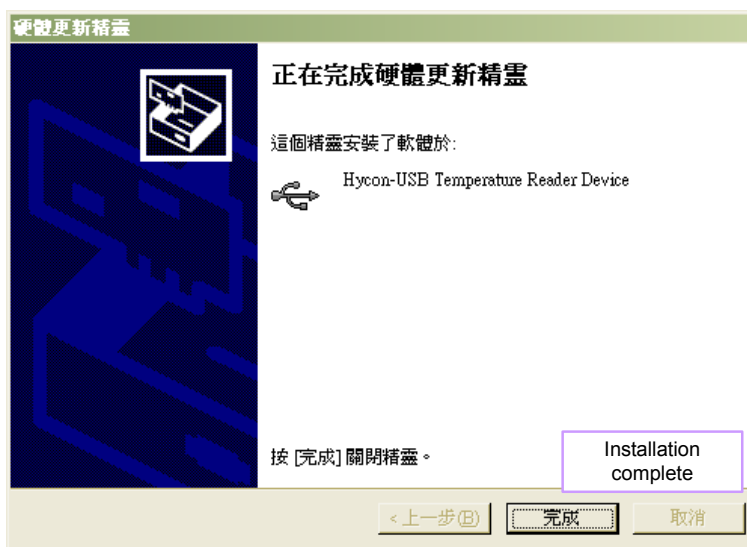 硬體更新精靈
正在完成硬體更新精靈
這個精靈安裝了軟體於:
Hycon-USB Temperature Reader Device
按 [完成] 關閉精靈。
Installation
complete
< 上一步(B)
完成
取消